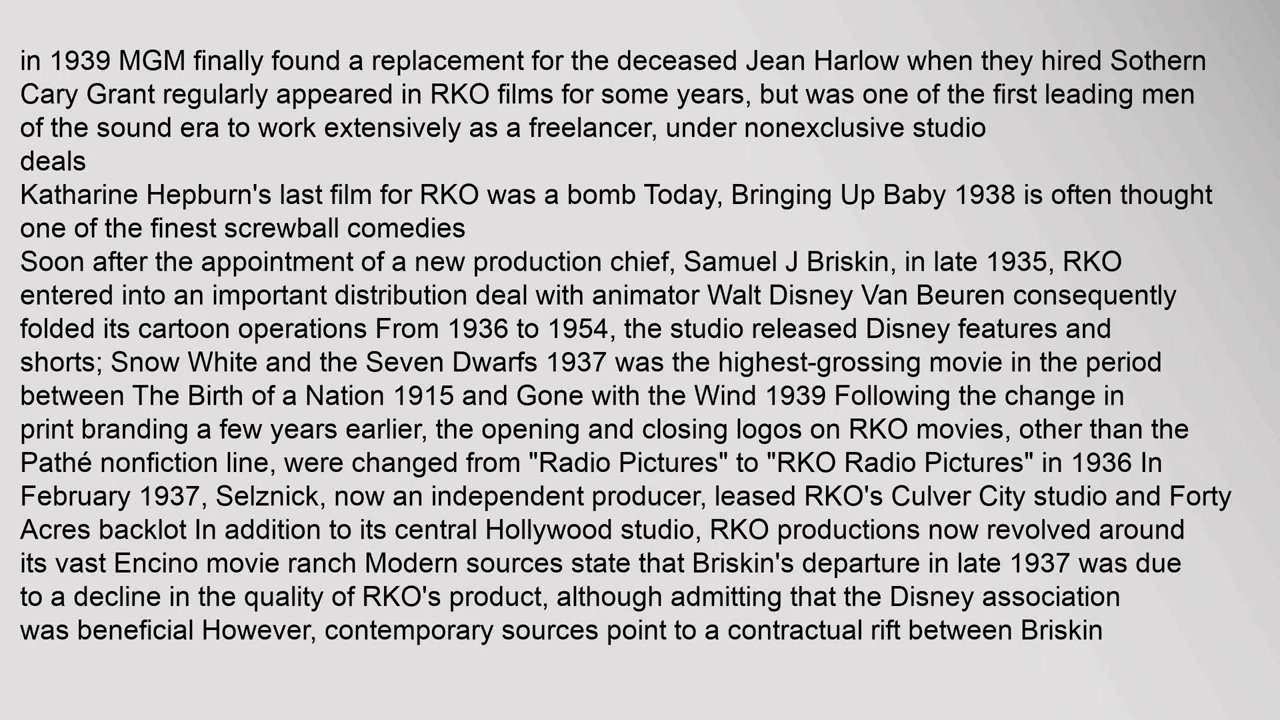 in 1939 MGM finally found a replacement for the deceased Jean Harlow when they hired Sothern
Cary Grant regularly appeared in RKO films for some years, but was one of the first leading men
of the sound era to work extensively as a freelancer, under nonexclusive studio
deals
Katharine Hepburn's last film for RKO was a bomb Today, Bringing Up Baby 1938 is often thought
one of the finest screwball comedies
Soon after the appointment of a new production chief, Samuel J Briskin, in late 1935, RKO
entered into an important distribution deal with animator Walt Disney Van Beuren consequently
folded its cartoon operations From 1936 to 1954, the studio released Disney features and
shorts; Snow White and the Seven Dwarfs 1937 was the highest-grossing movie in the period
between The Birth of a Nation 1915 and Gone with the Wind 1939 Following the change in
print branding a few years earlier, the opening and closing logos on RKO movies, other than the
Pathé nonfiction line, were changed from "Radio Pictures" to "RKO Radio Pictures" in 1936 In
February 1937, Selznick, now an independent producer, leased RKO's Culver City studio and Forty
Acres backlot In addition to its central Hollywood studio, RKO productions now revolved around
its vast Encino movie ranch Modern sources state that Briskin's departure in late 1937 was due
to a decline in the quality of RKO's product, although admitting that the Disney association
was beneficial However, contemporary sources point to a contractual rift between Briskin